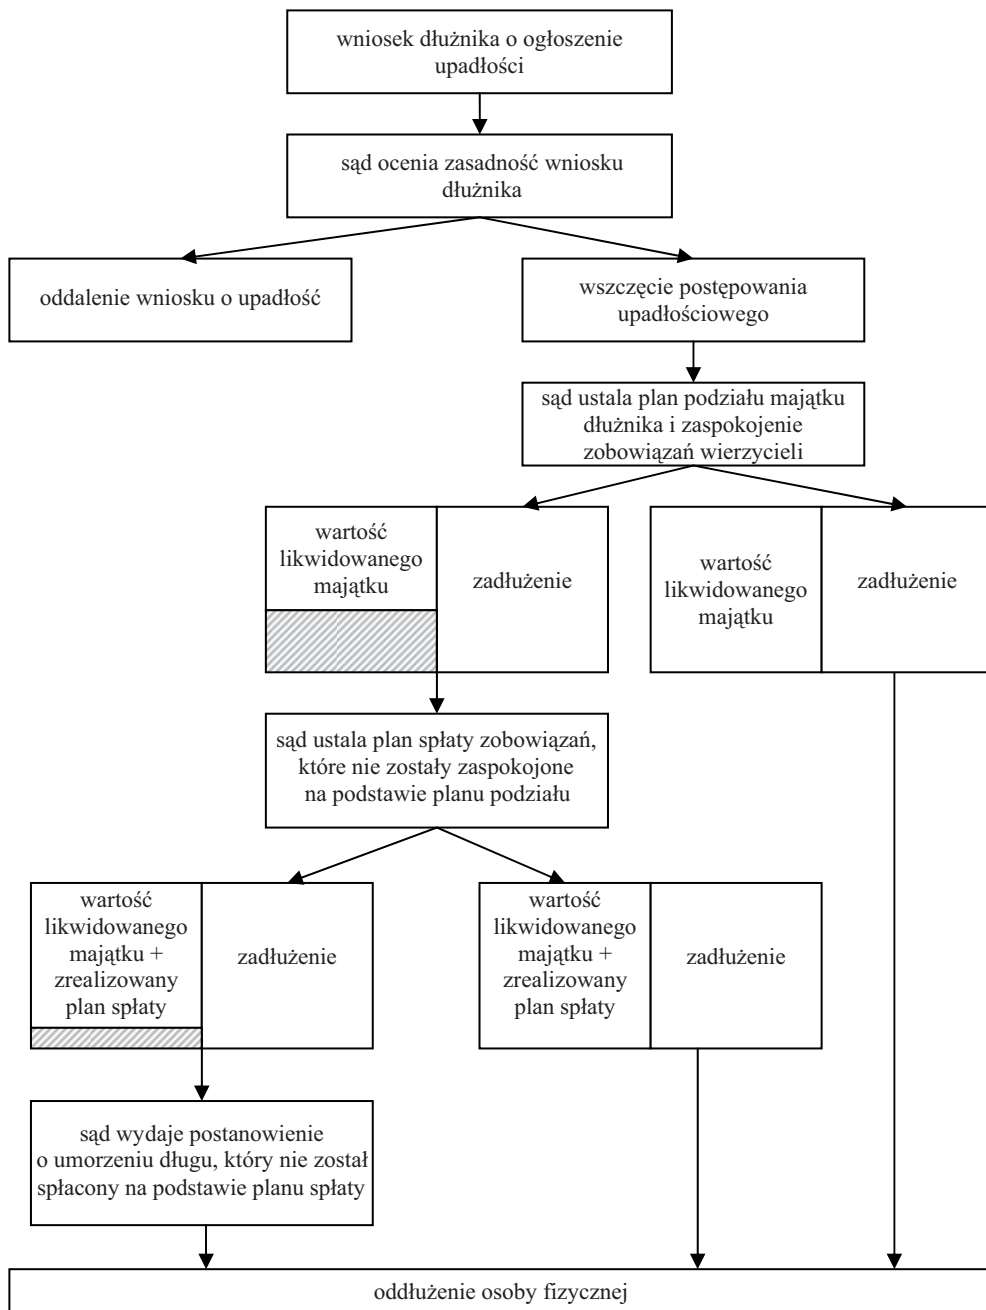 wniosek dłużnika o ogłoszenie
upadłości
sąd ocenia zasadność wniosku
dłużnika
oddalenie wniosku o upadłość
wszczęcie postępowania
upadłościowego
sąd ustala plan podziału majątku
dłużnika i zaspokojenie
zobowiązań wierzycieli
wartość
likwidowanego
majątku
zadłużenie
wartość
likwidowanego
majątku
zadłużenie
sąd ustala plan spłaty zobowiązań,
które nie zostały zaspokojone
na podstawie planu podziału
wartość
likwidowanego
majątku +
zrealizowany
plan spłaty
zadłużenie
wartość
likwidowanego
majątku +
zrealizowany
plan spłaty
zadłużenie
sąd wydaje postanowienie
o umorzeniu długu, który nie został
spłacony na podstawie planu spłaty
oddłużenie osoby fizycznej